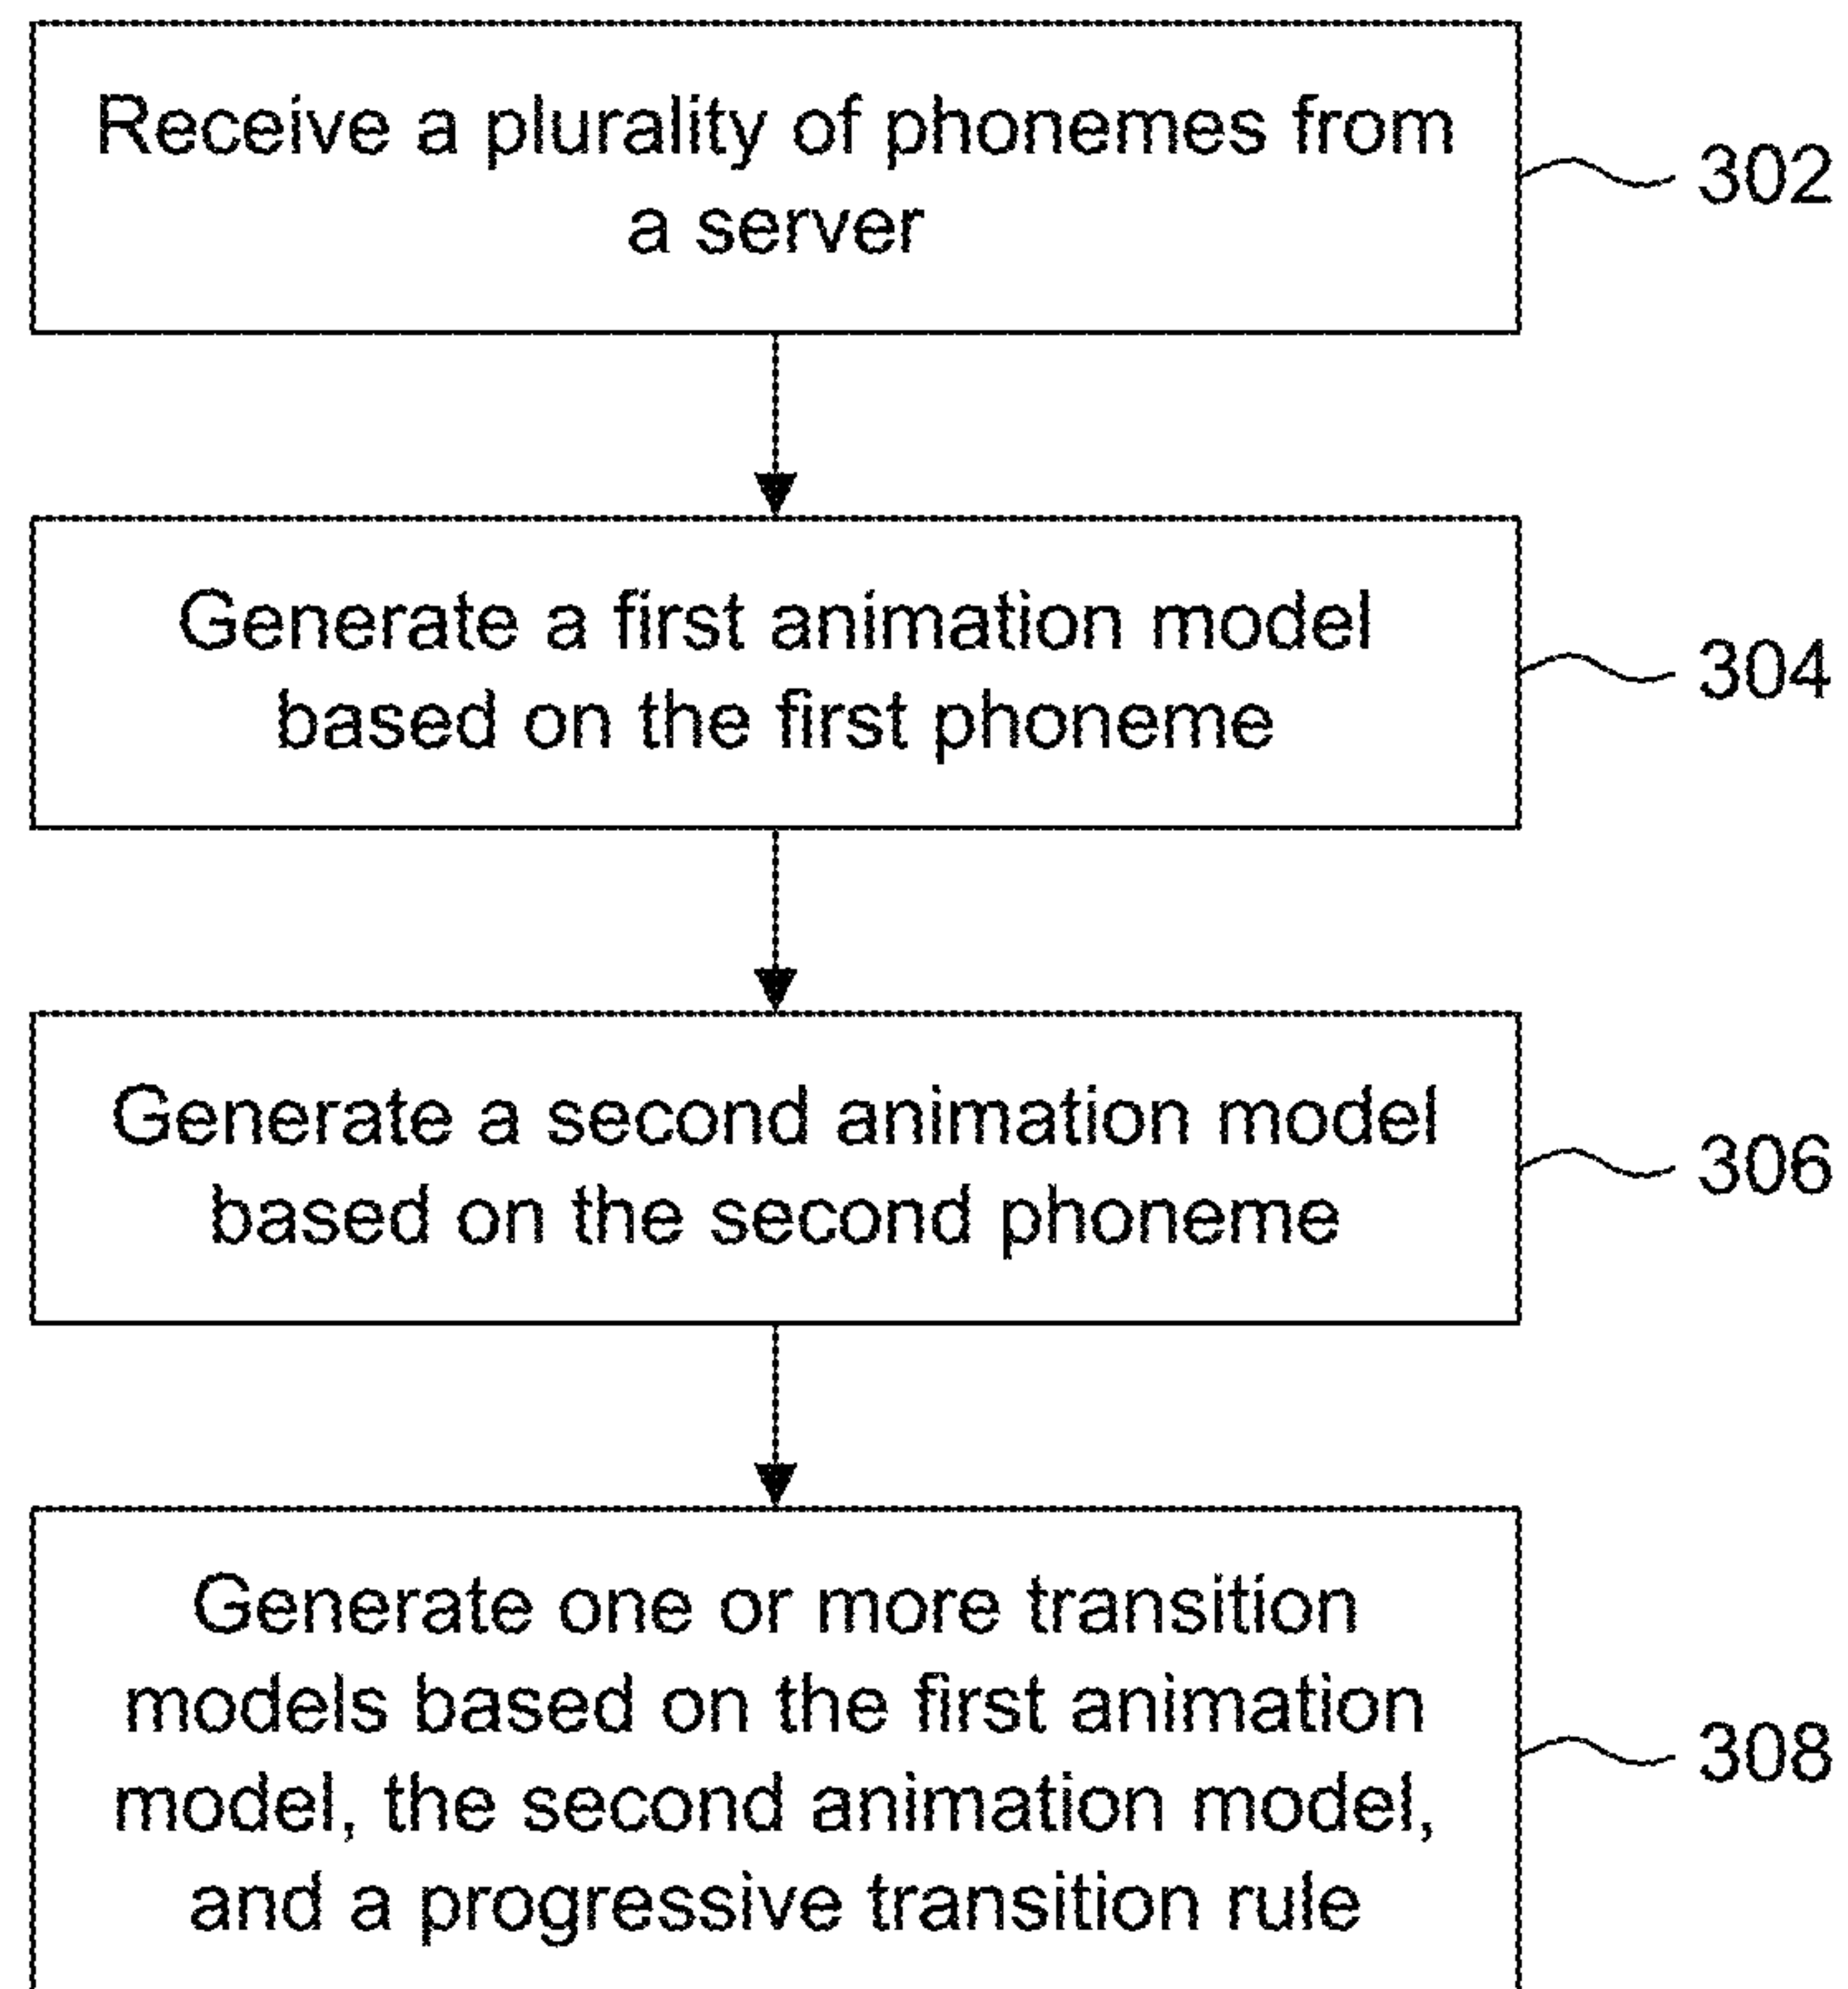 Receive a plurality of phonemes from
a server
302
Generate a first animation model
based on the first phoneme
304
Generate a second animation model
based on the second phoneme
306
Generate one or more transition
models based on the first animation
model, the second animation model,
and a progressive transition rule
308